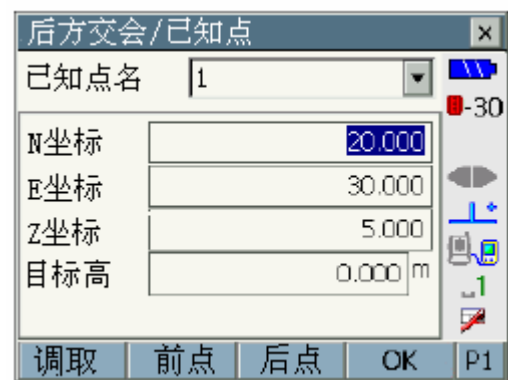 后方交会/已知点 ×
已知点名 1
-30
N坐标 20.000
E坐标 30.000
Z坐标 5.000
目标高 0.000 m
1
调取 前点 后点 OK P1